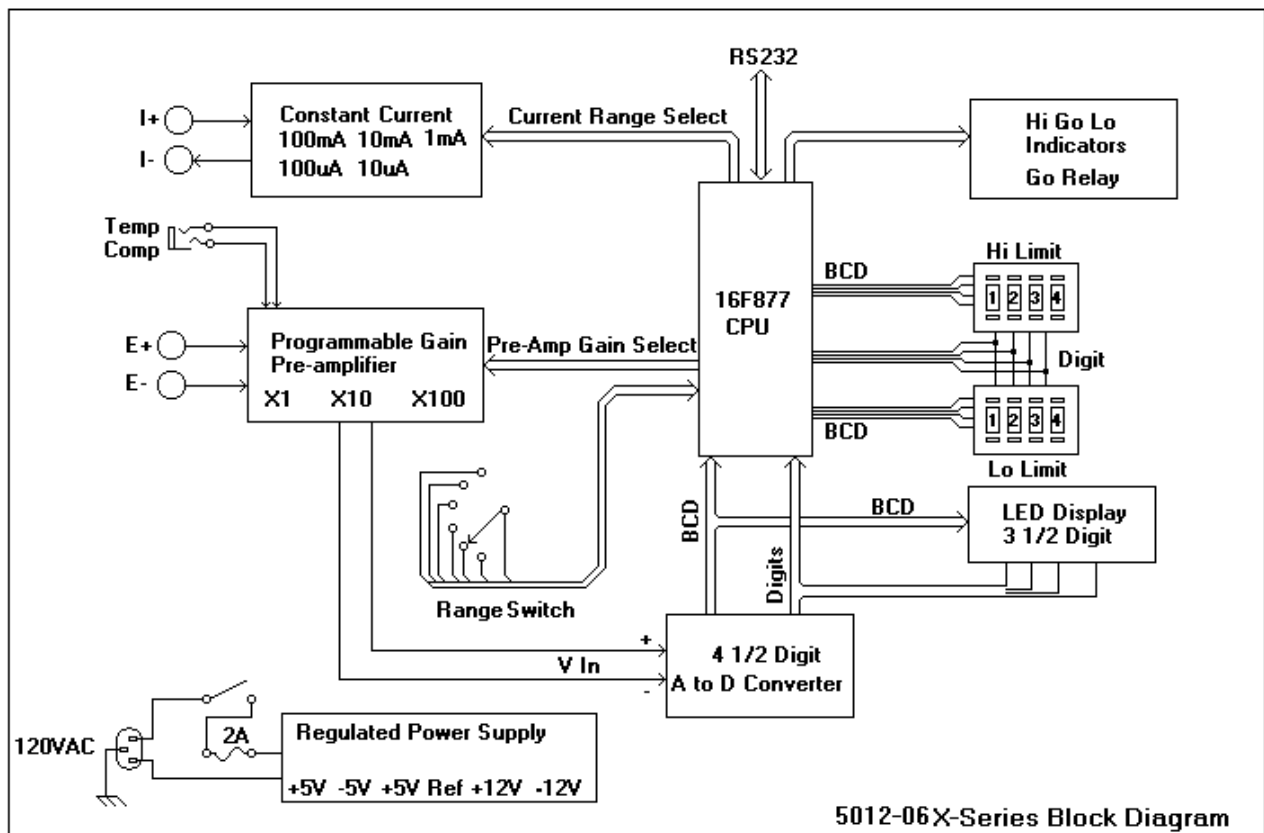 RS232
I+
I-
Constant Current
100mA 10mA 1mA
100uA 10uA
Current Range Select
Hi Go Lo
Indicators
Go Relay
Temp
Comp
16F877
CPU
BCD
Hi Limit
1 2 3 4
Digit
E+
E-
Programmable Gain
Pre-amplifier
X1 X10 X100
Pre-Amp Gain Select
BCD
1 2 3 4
Lo Limit
Range Switch
BCD
Digits
BCD
LED Display
3 1/2 Digit
+
V In
-
4 1/2 Digit
A to D Converter
120VAC
2A
Regulated Power Supply
+5V -5V +5V Ref +12V -12V
5012-06 X-Series Block Diagram